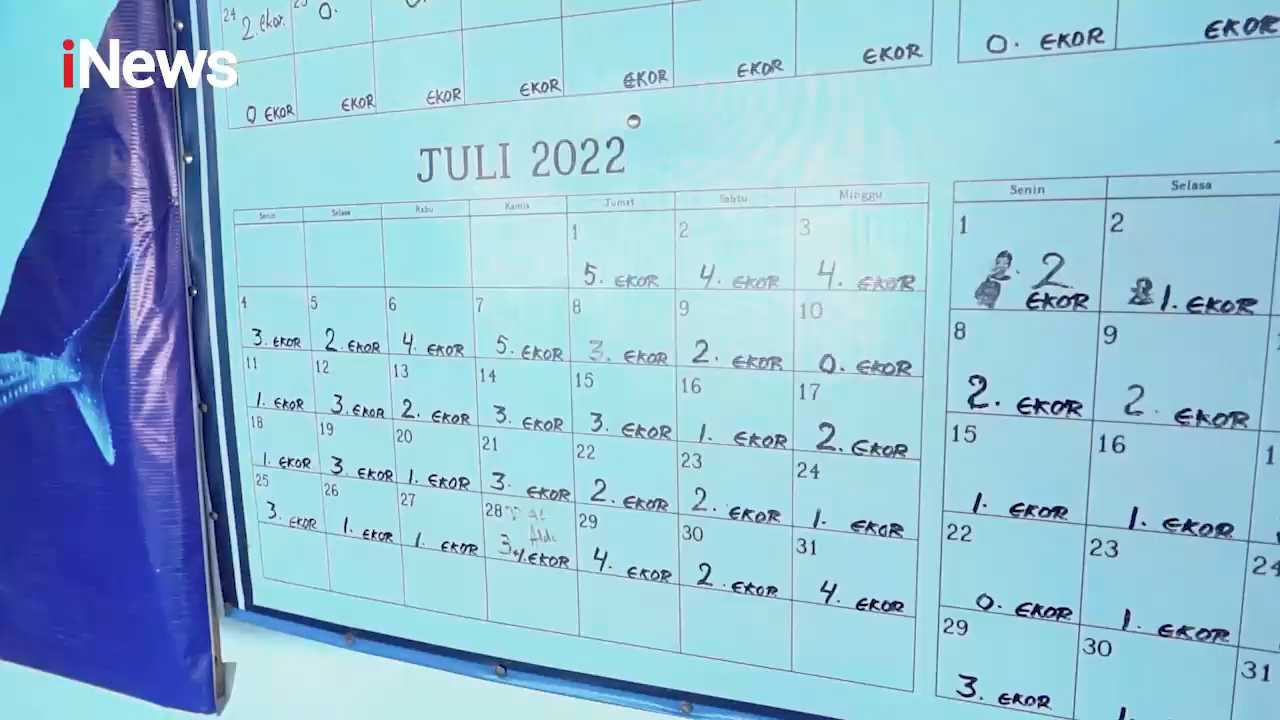 iNews
24 2. ekor. 25 0.
0 EKOR EKOR EKOR EKOR EKOR EKOR EKOR
0. EKOR EKOR
JULI 2022
Senin Selasa Rabu Kamis Jumat Sabtu Minggu
1 2 3
5. EKOR 4. EKOR 4. EKOR
4 5 6 7 8 9 10
3. EKOR 2. EKOR 4. EKOR 5. EKOR 3. EKOR 2. EKOR 0. EKOR
11 12 13 14 15 16 17
1. EKOR 3. EKOR 2. EKOR 3. EKOR 3. EKOR 1. EKOR 2. EKOR
18 19 20 21 22 23 24
1. EKOR 3. EKOR 1. EKOR 3. EKOR 2. EKOR 2. EKOR 1. EKOR
25 26 27 28 29 30 31
3. EKOR 1. EKOR 1. EKOR 3 EKOR 4. EKOR 2. EKOR 4. EKOR
Senin Selasa
1 2
2 EKOR 1. EKOR
8 9
2. EKOR 2. EKOR
15 16
1. EKOR 1. EKOR
22 23 24
0. EKOR 1. EKOR
29 30 31
3. EKOR